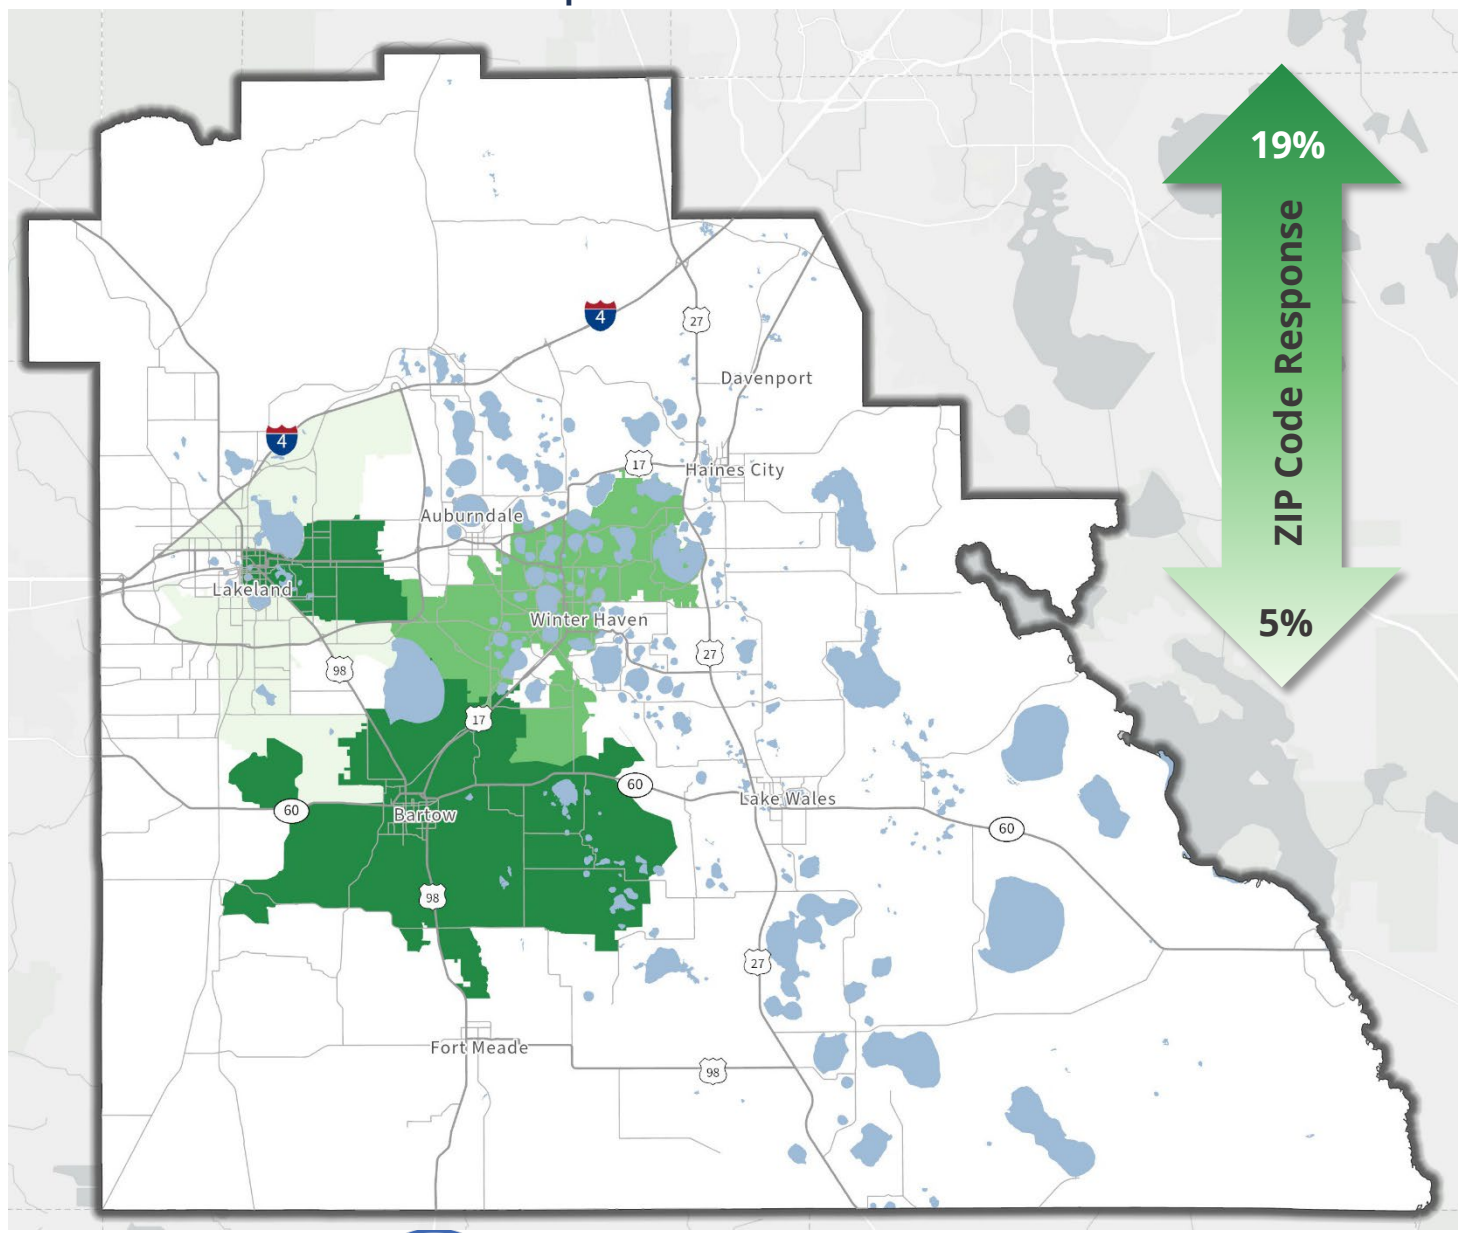 19%
ZIP Code Response
5%
4
27
Davenport
4
17
Haines City
Auburndale
Lakeland
Winter Haven
98
27
17
60
60
Lake Wales
Bartow
60
98
27
Fort Meade
98